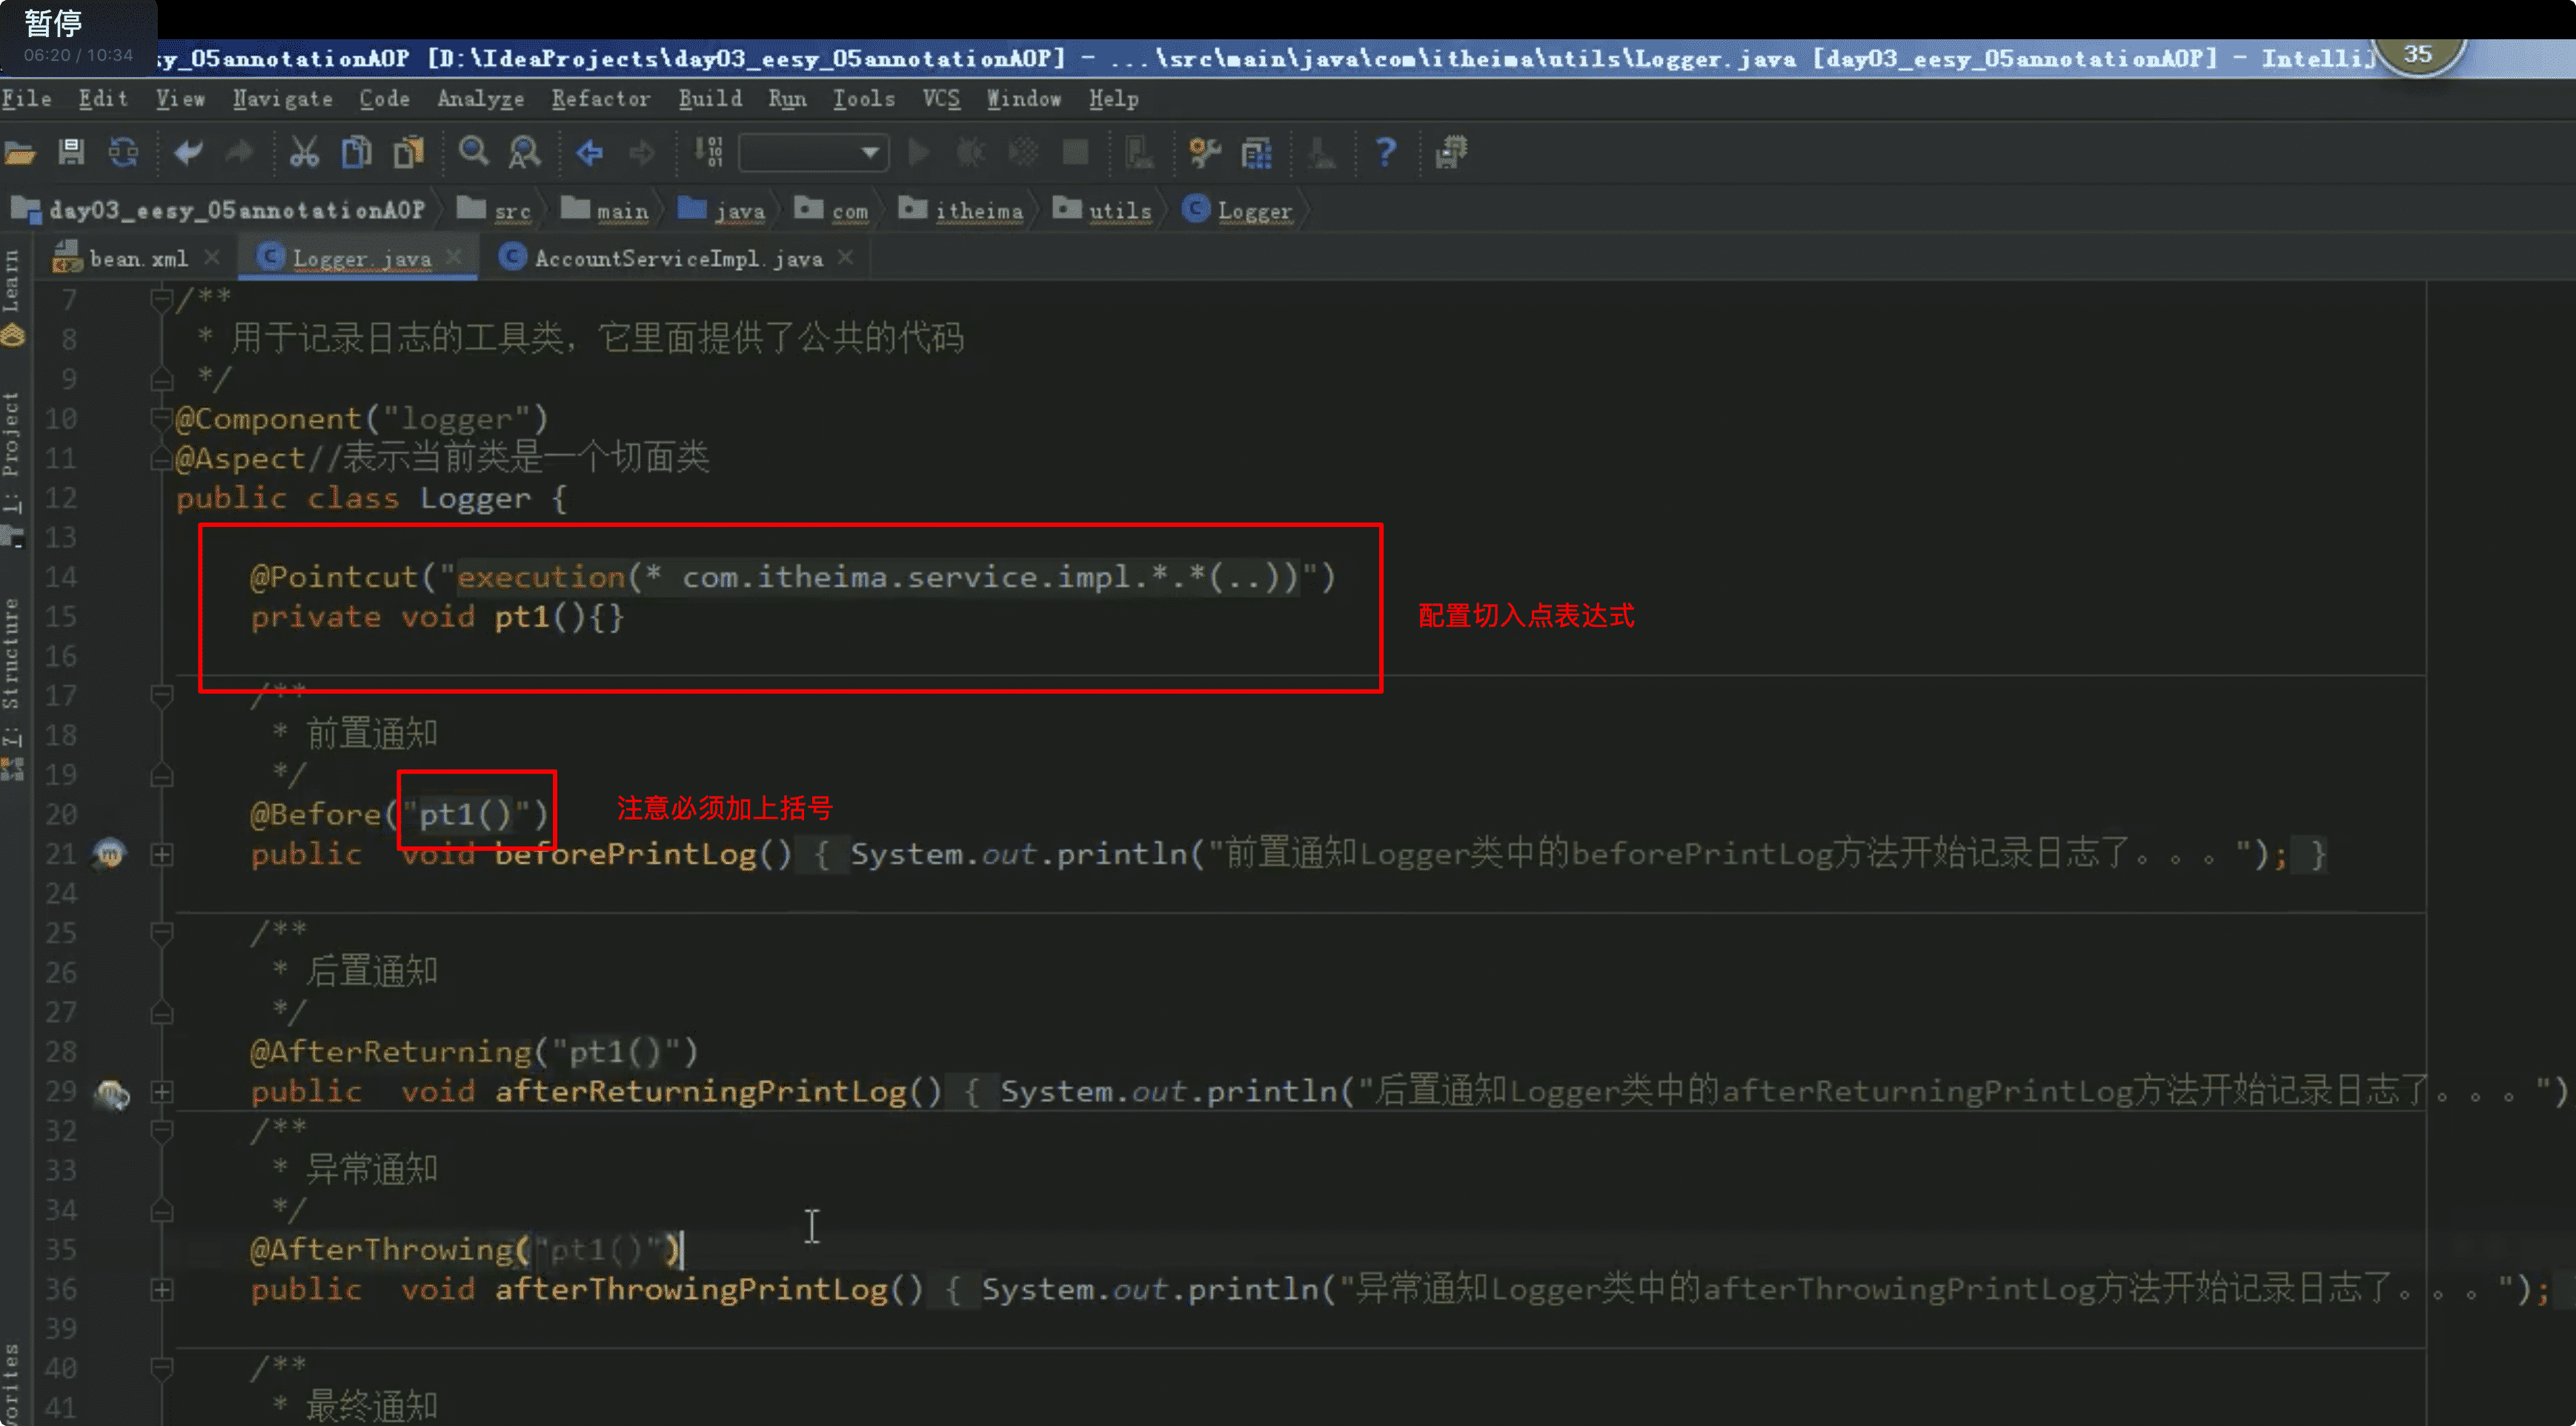 暂停
06:20 / 10:34
sy_05annotationAOP [D:\IdeaProjects\day03_eesy_05annotationAOP] - ...\src\main\java\com\itheima\utils\Logger.java [day03_eesy_05annotationAOP] - Intellij
35
File Edit View Navigate Code Analyze Refactor Build Run Tools VCS Window Help
day03_eesy_05annotationAOP src main java com itheima utils Logger
bean.xml Logger.java AccountServiceImpl.java
Learn
1: Project
7: Structure
7 /**
8 * 用于记录日志的工具类，它里面提供了公共的代码
9 */
10 @Component("logger")
11 @Aspect//表示当前类是一个切面类
12 public class Logger {
13
14 @Pointcut("execution(* com.itheima.service.impl.*.*(..))")
15 private void pt1(){}
配置切入点表达式
16
17 /**
18 * 前置通知
19 */
20 @Before("pt1()")
注意必须加上括号
21 public void beforePrintLog() { System.out.println("前置通知Logger类中的beforePrintLog方法开始记录日志了。。。"); }
24
25 /**
26 * 后置通知
27 */
28 @AfterReturning("pt1()")
29 public void afterReturningPrintLog() { System.out.println("后置通知Logger类中的afterReturningPrintLog方法开始记录日志了。。。")
32 /**
33 * 异常通知
34 */
35 @AfterThrowing("pt1()")
36 public void afterThrowingPrintLog() { System.out.println("异常通知Logger类中的afterThrowingPrintLog方法开始记录日志了。。。");
39
40 /**
41 * 最终通知